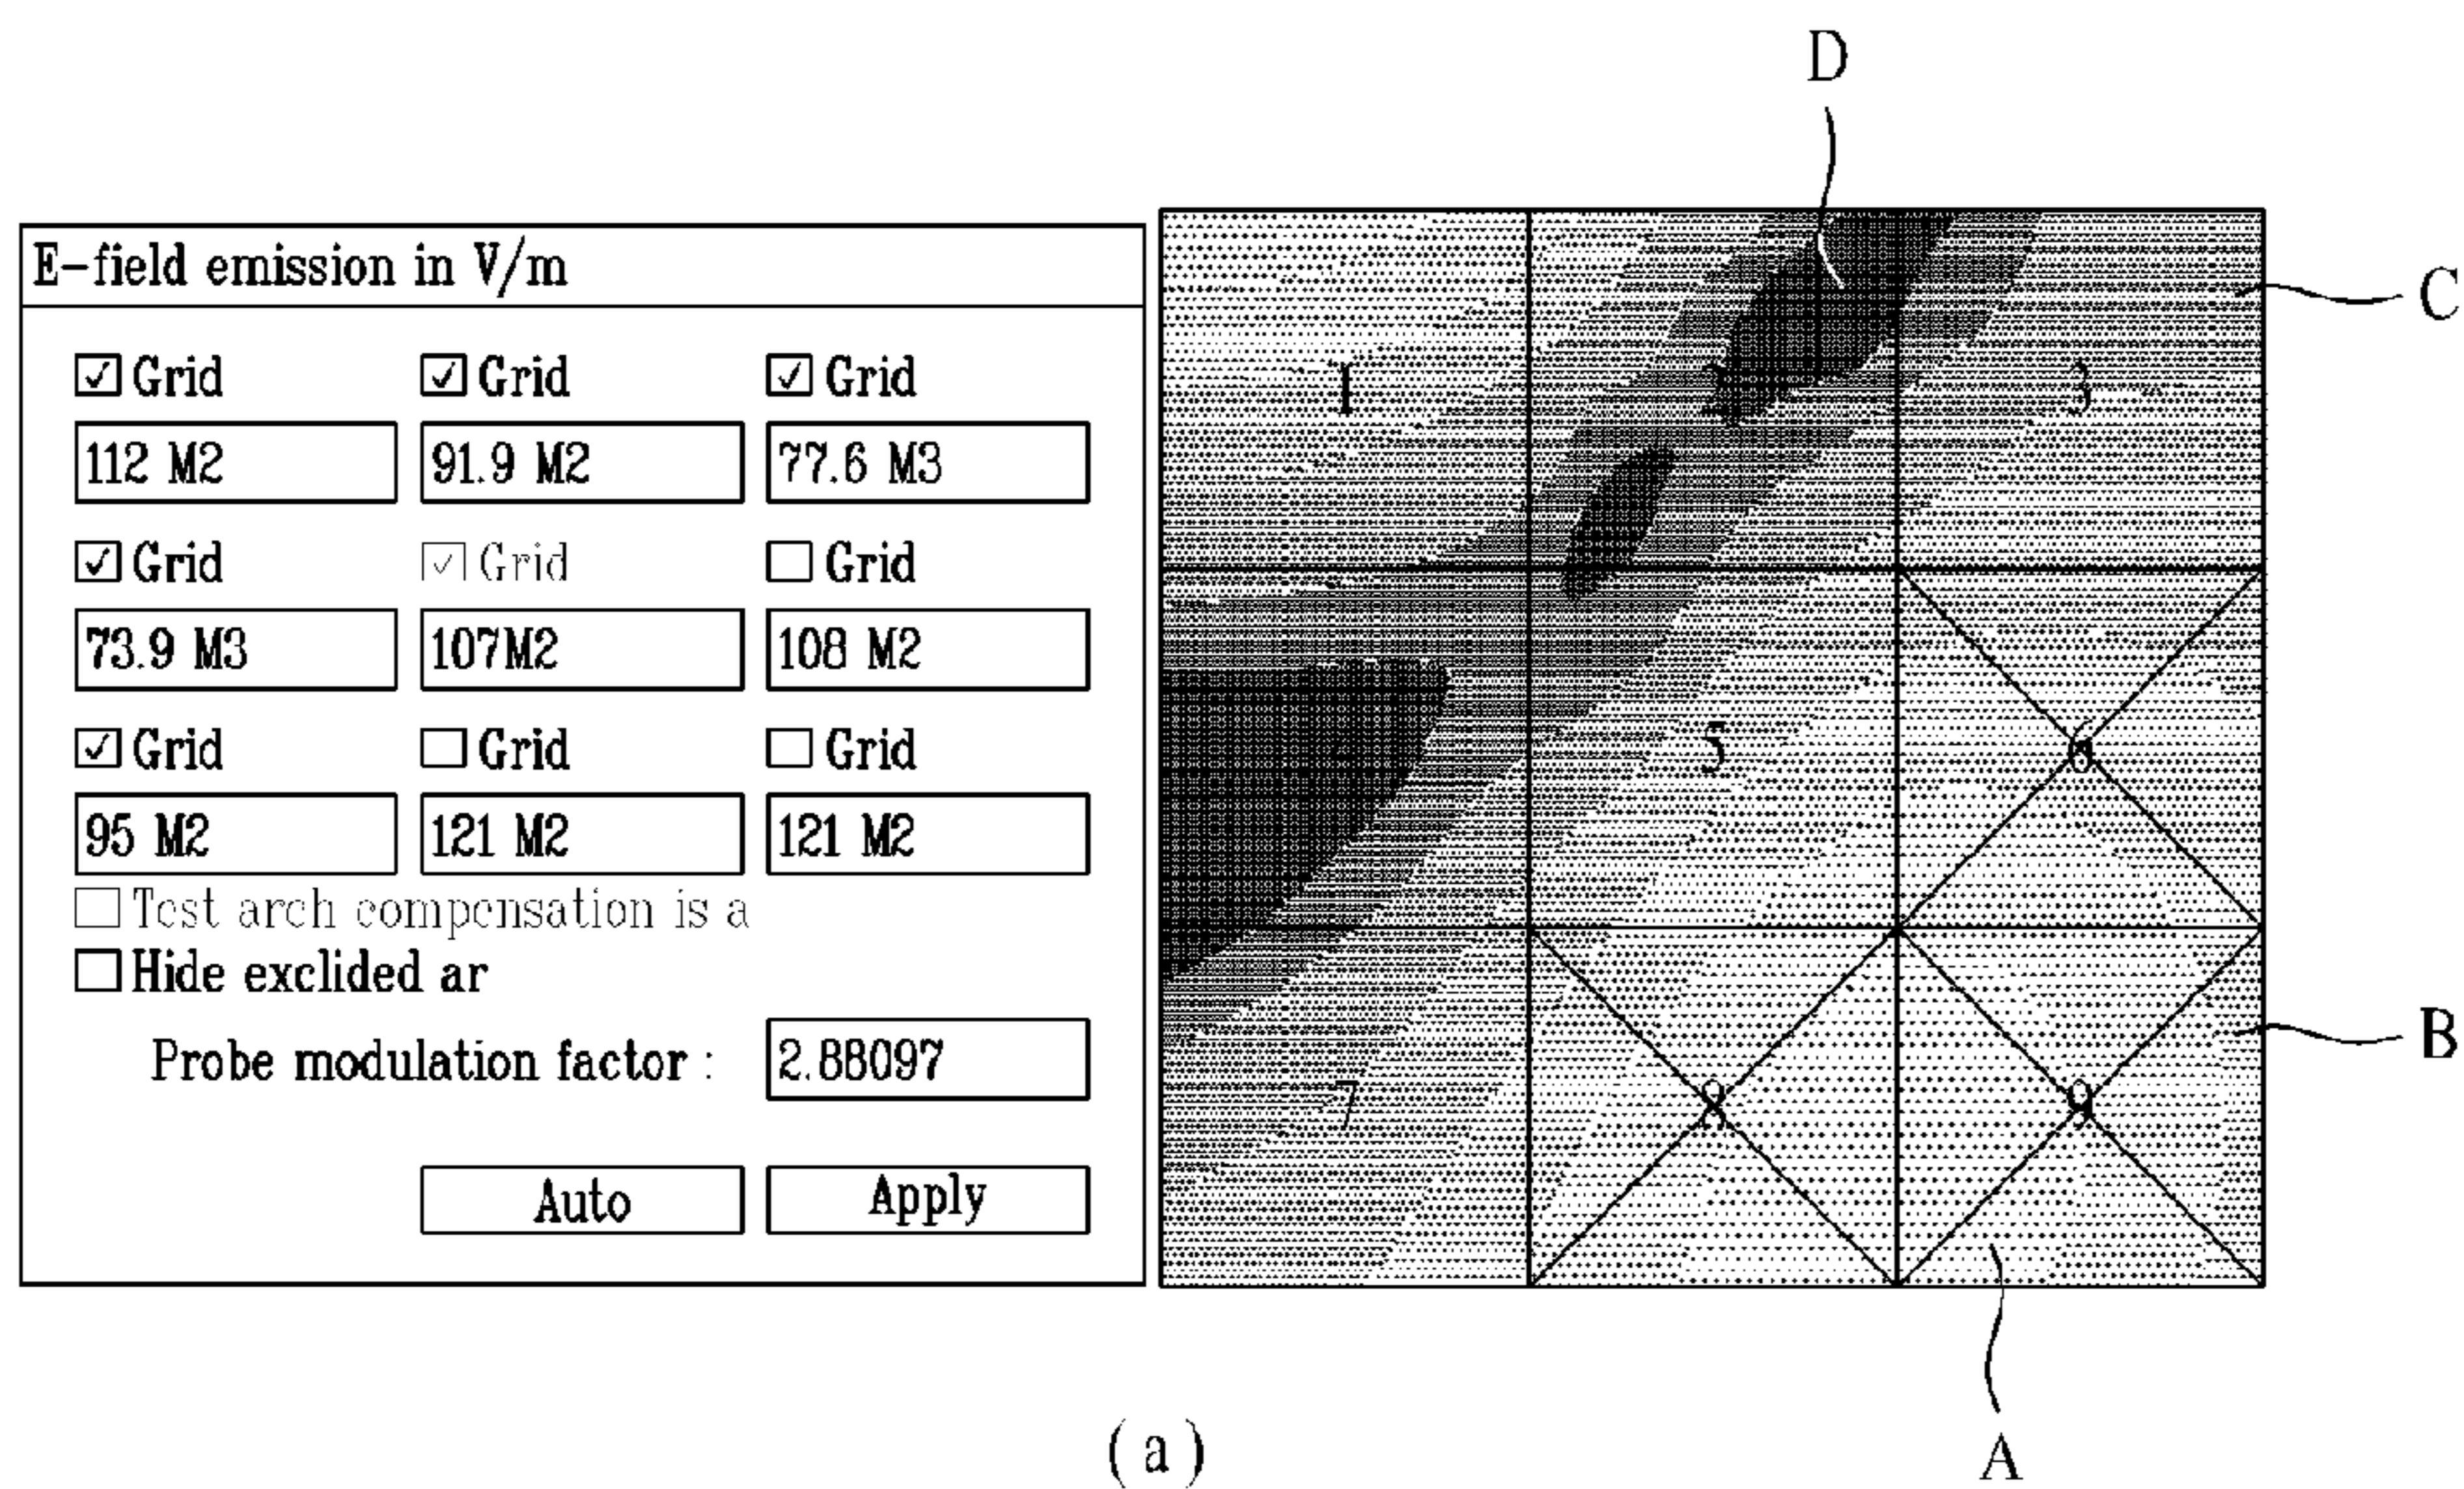 D
E-field emission in V/m
C
Grid Grid Grid
1 2 3
112 M2 91.9 M2 77.6 M3
Grid Grid Grid
73.9 M3 107M2 108 M2
Grid Grid Grid
5 6
95 M2 121 M2 121 M2
Test arch compensation is a
Hide exclided ar
B
Probe modulation factor : 2.88097
7 8 9
Auto Apply
A
(a)